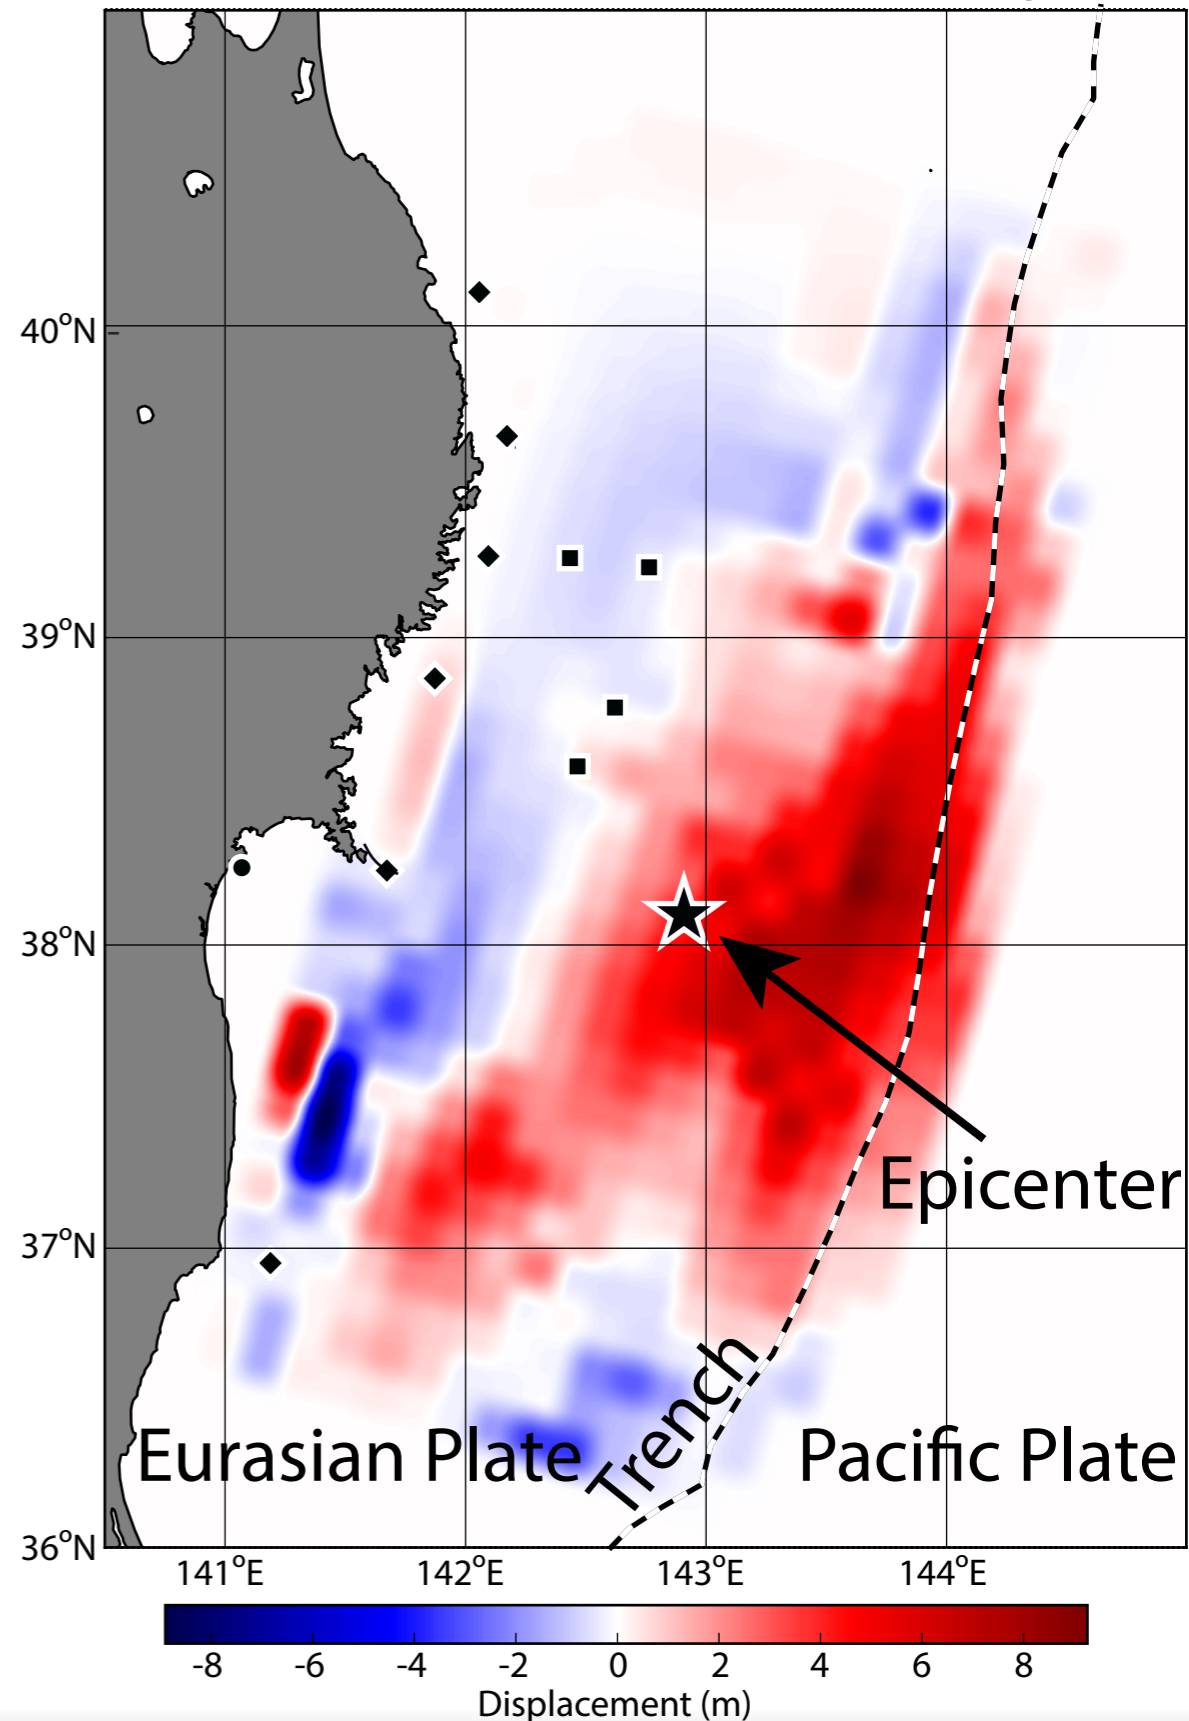 40°N
39°N
38°N
37°N
36°N
Epicenter
Trench
Eurasian Plate
Pacific Plate
141°E 142°E 143°E 144°E
-8 -6 -4 -2 0 2 4 6 8
Displacement (m)